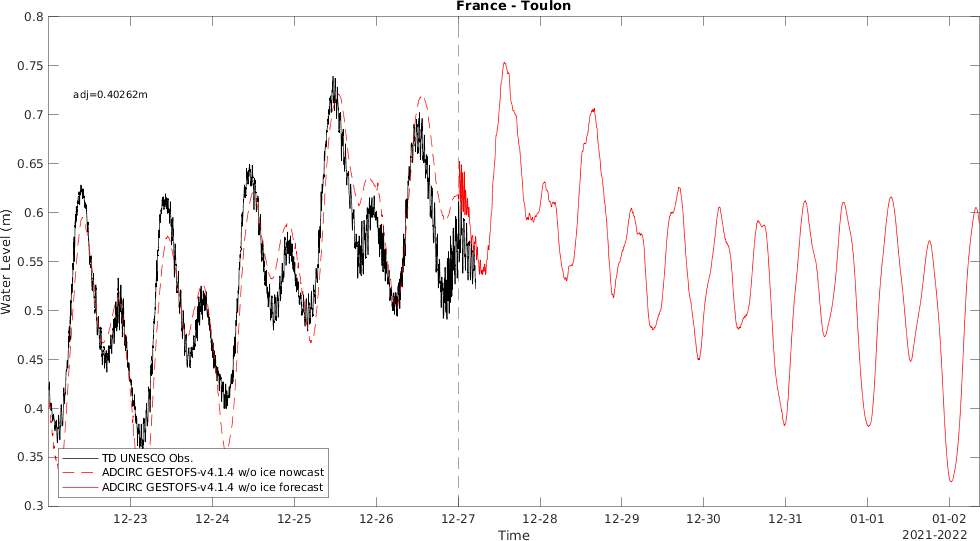 France - Toulon
0.8
0.75
0.7
0.65
0.6
0.55
0.5
0.45
0.4
0.35
0.3
Water Level (m)
adj=0.40262m
TD UNESCO Obs.
ADCIRC GESTOFS-v4.1.4 w/o ice nowcast
ADCIRC GESTOFS-v4.1.4 w/o ice forecast
12-23 12-24 12-25 12-26 12-27 12-28 12-29 12-30 12-31 01-01 01-02
Time
2021-2022